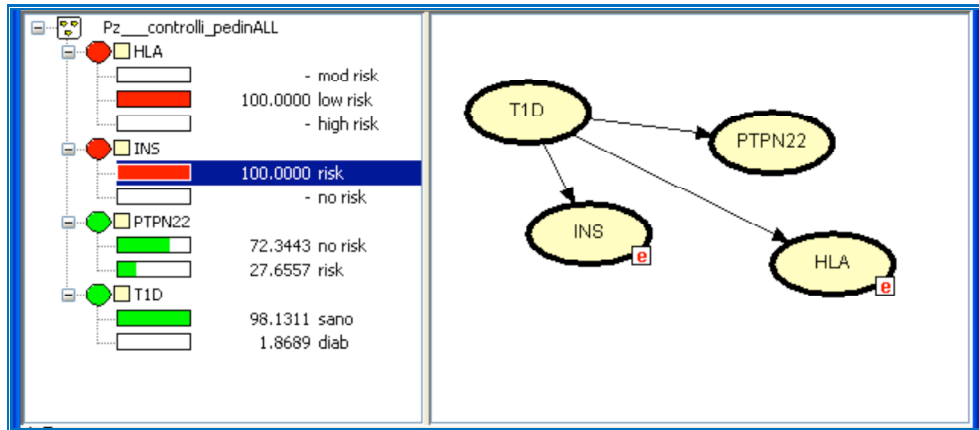 Pz___controlli_pedinALL
HLA
- mod risk
100.0000 low risk
- high risk
INS
100.0000 risk
- no risk
PTPN22
72.3443 no risk
27.6557 risk
T1D
98.1311 sano
1.8689 diab
T1D
PTPN22
INS
e
HLA
e